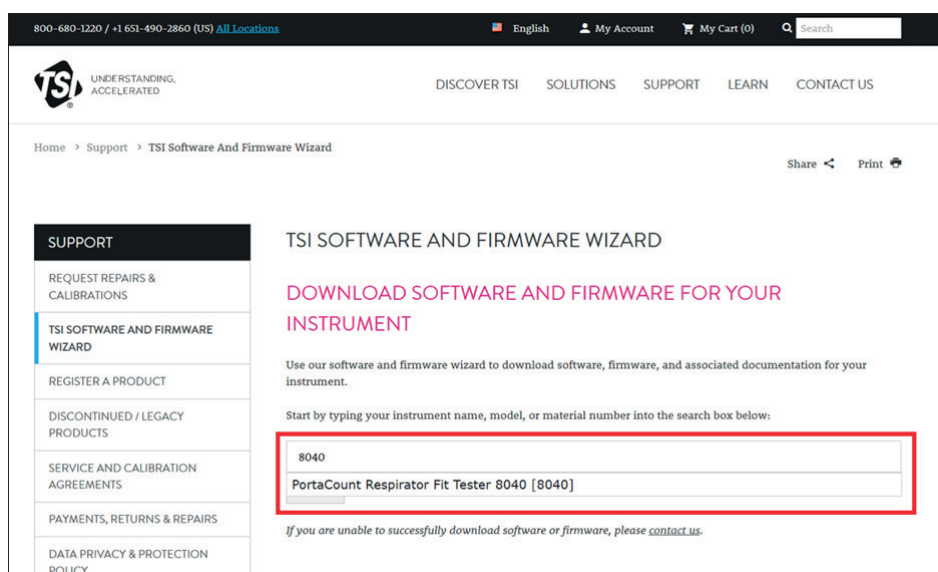 800-680-1220 / +1 651-490-2860 (US) All Locations
English
My Account
My Cart (0)
Search
TSI
UNDERSTANDING,
ACCELERATED
DISCOVER TSI
SOLUTIONS
SUPPORT
LEARN
CONTACT US
Home > Support > TSI Software And Firmware Wizard
Share
Print
SUPPORT
REQUEST REPAIRS &
CALIBRATIONS
TSI SOFTWARE AND FIRMWARE
WIZARD
REGISTER A PRODUCT
DISCONTINUED / LEGACY
PRODUCTS
SERVICE AND CALIBRATION
AGREEMENTS
PAYMENTS, RETURNS & REPAIRS
DATA PRIVACY & PROTECTION
POLICY
TSI SOFTWARE AND FIRMWARE WIZARD
DOWNLOAD SOFTWARE AND FIRMWARE FOR YOUR
INSTRUMENT
Use our software and firmware wizard to download software, firmware, and associated documentation for your
instrument.
Start by typing your instrument name, model, or material number into the search box below:
8040
PortaCount Respirator Fit Tester 8040 [8040]
If you are unable to successfully download software or firmware, please contact us.